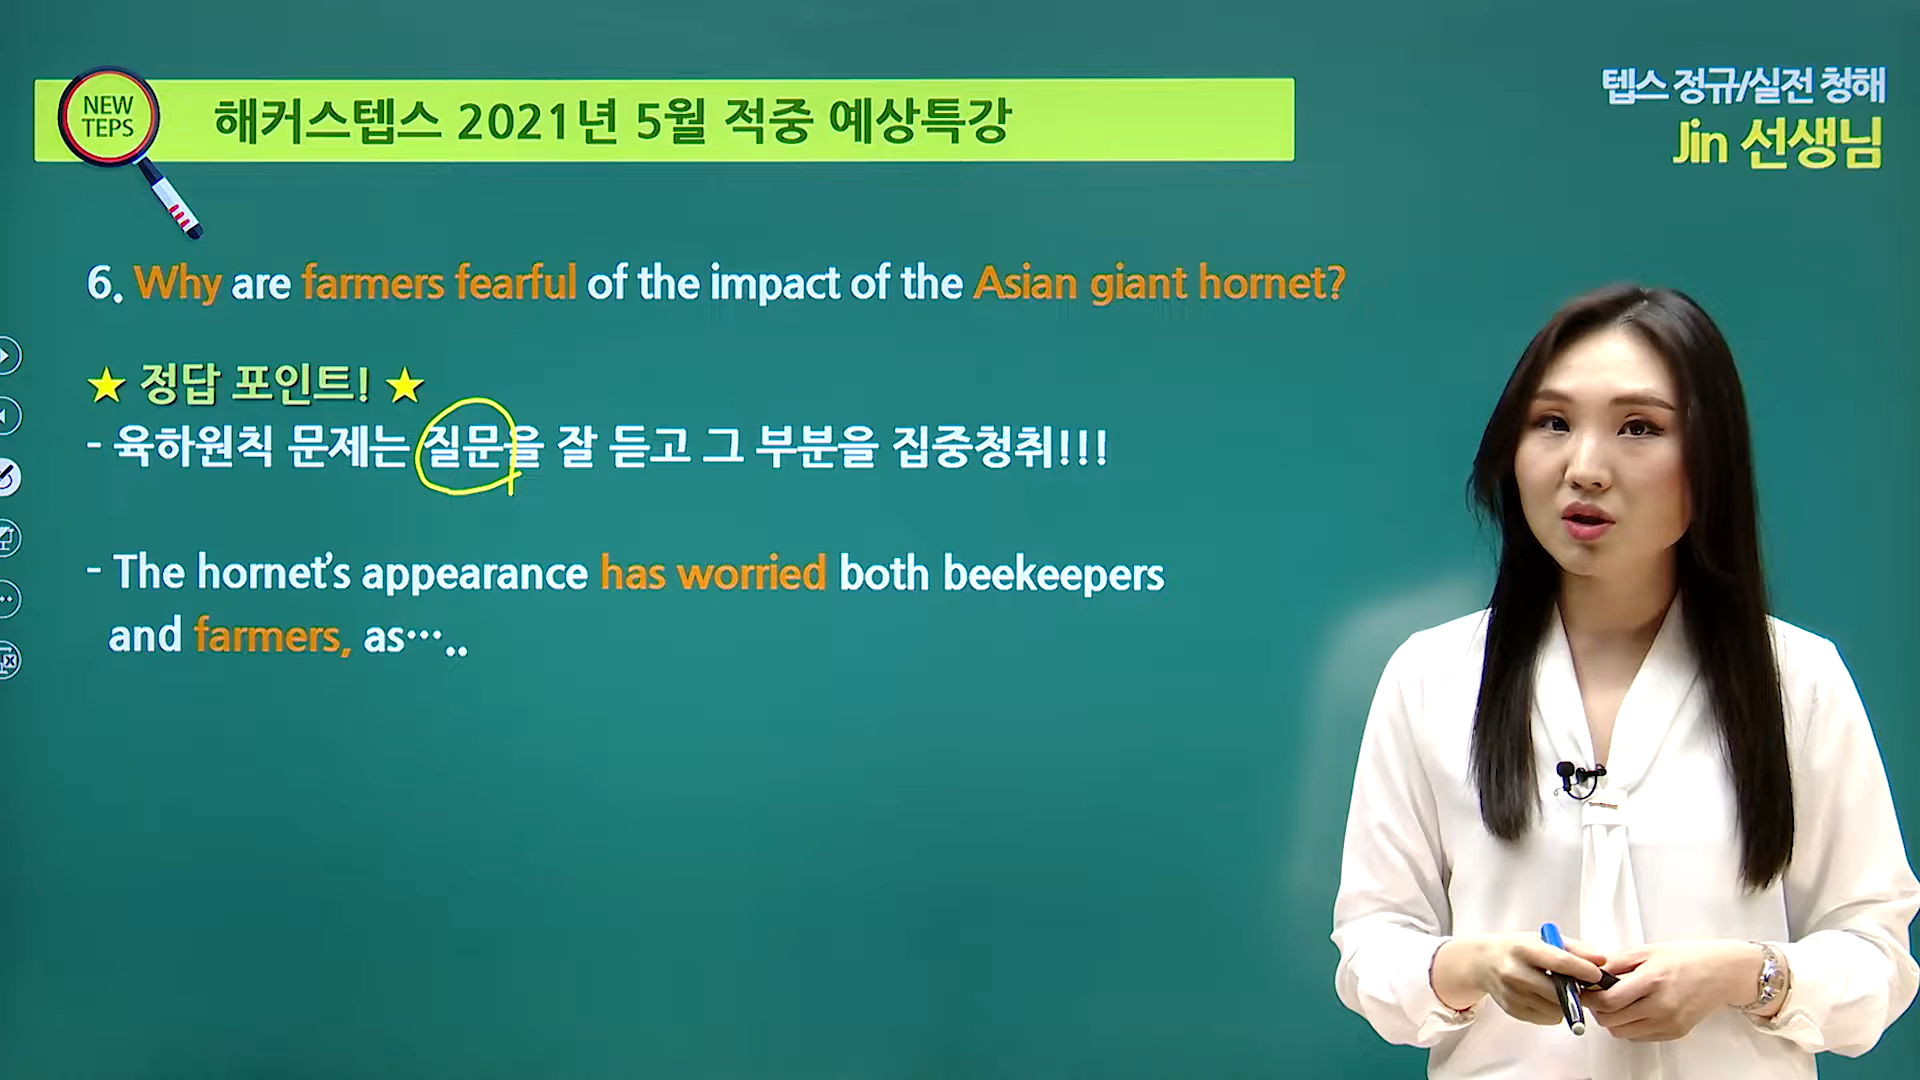 NEW
TEPS
해커스텝스 2021년 5월 적중 예상특강
텝스 정규/실전 청해
Jin 선생님
6. Why are farmers fearful of the impact of the Asian giant hornet?
★ 정답 포인트! ★
- 육하원칙 문제는 질문을 잘 듣고 그 부분을 집중청취!!!
- The hornet’s appearance has worried both beekeepers
and farmers, as…..